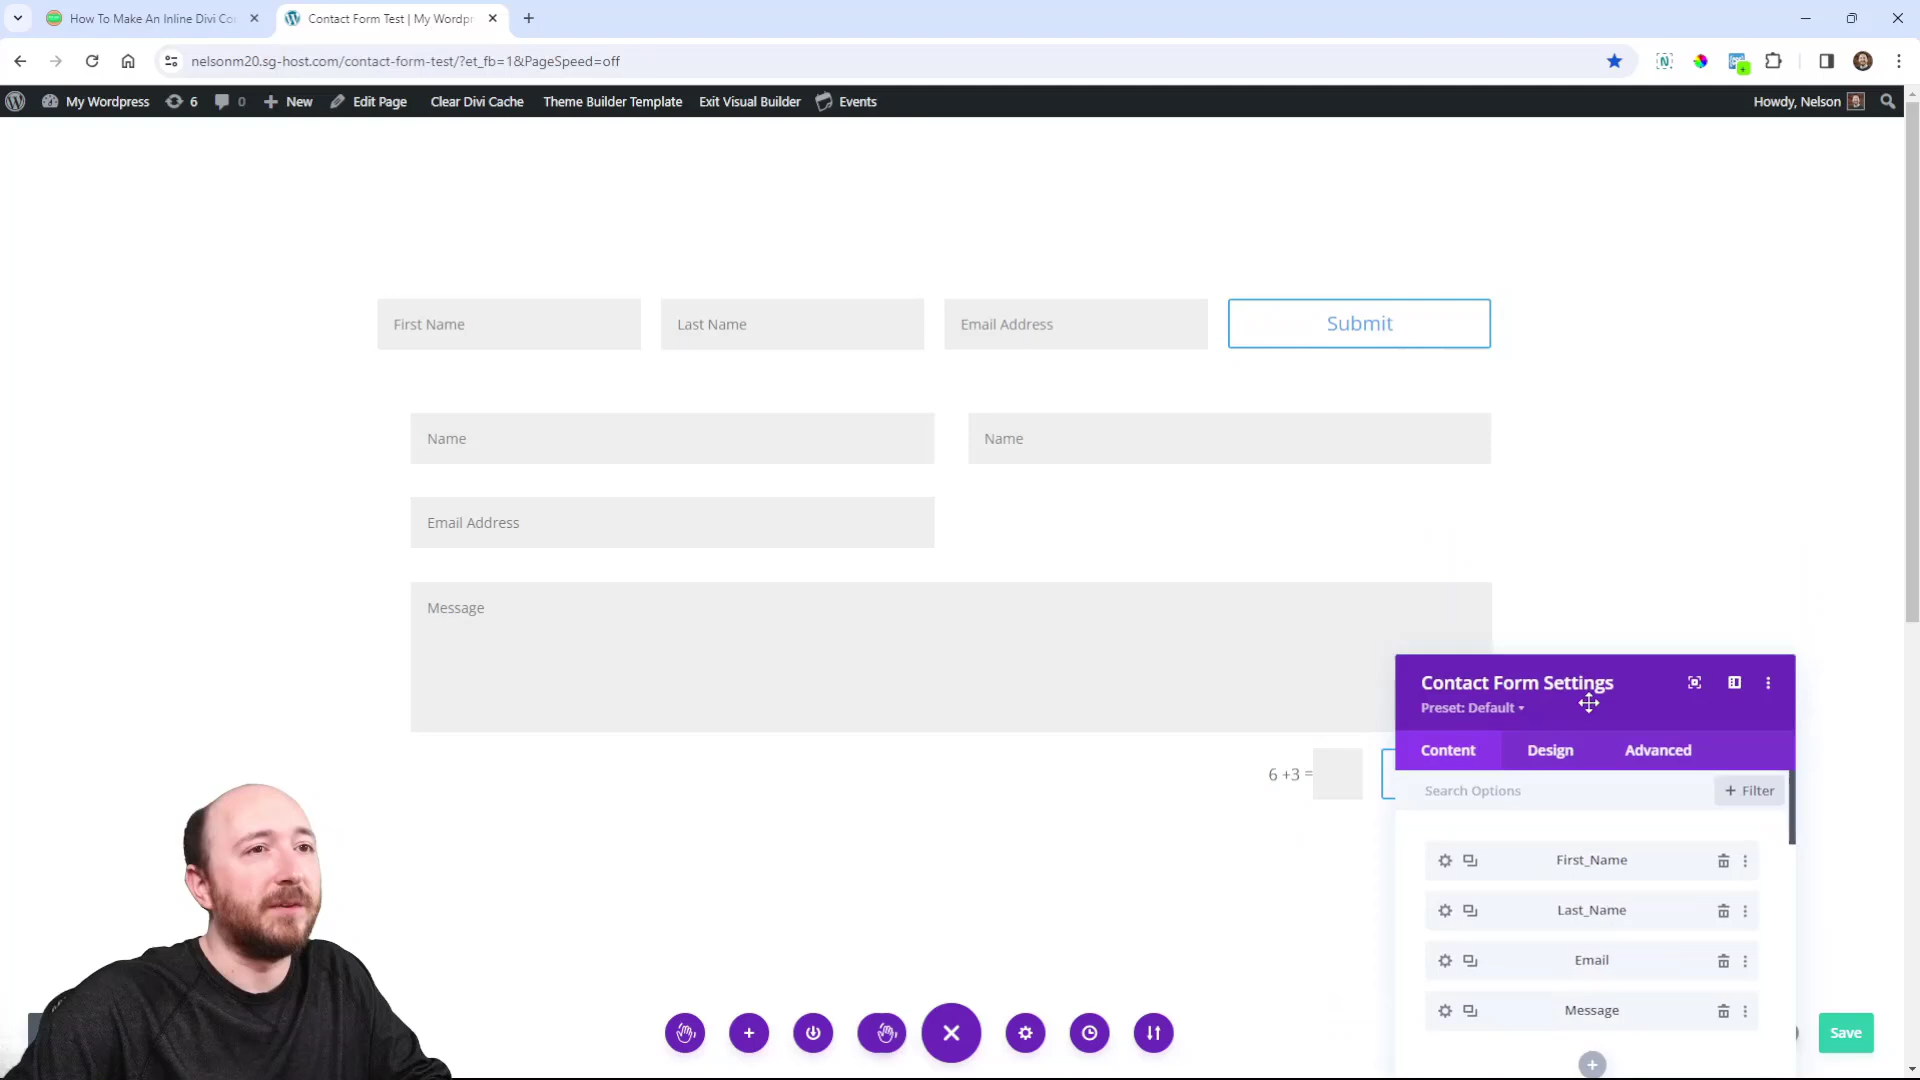 How To Make An Inline Divi Co
Contact Form Test | My Wordpr
nelsonm20.sg-host.com/contact-form-test/?et_fb=1&PageSpeed=off
My Wordpress 6 0 New Edit Page Clear Divi Cache Theme Builder Template Exit Visual Builder Events Howdy, Nelson
First Name Last Name Email Address Submit
Name Name
Email Address
Message
6 +3 =
Contact Form Settings
Preset: Default
Content Design Advanced
Search Options + Filter
First_Name
Last_Name
Email
Message
Save